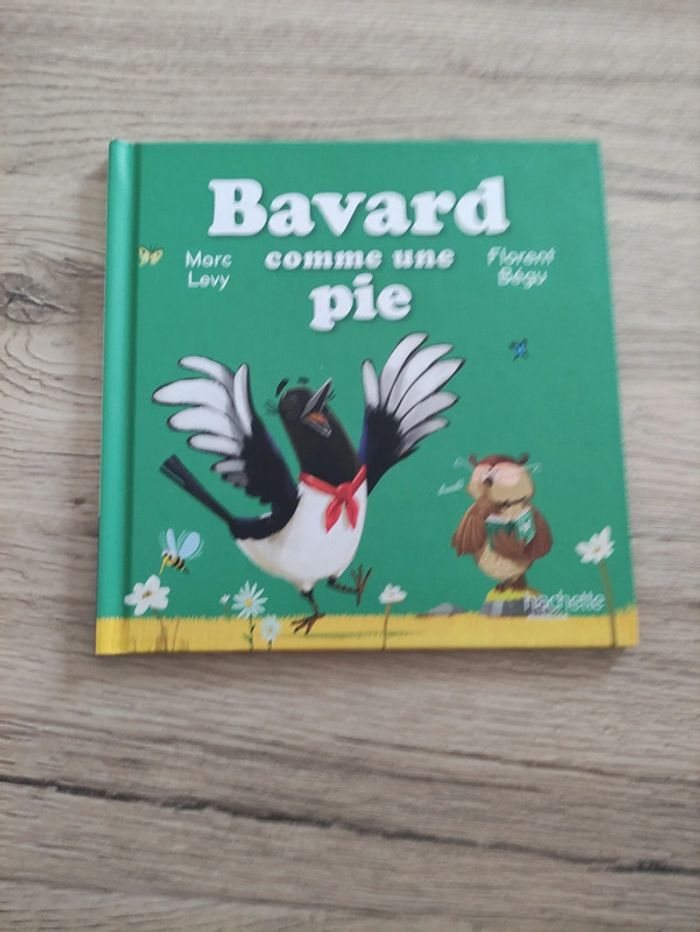 Bavard
comme une
pie
Marc
Levy
Florent
Bégu
hachette